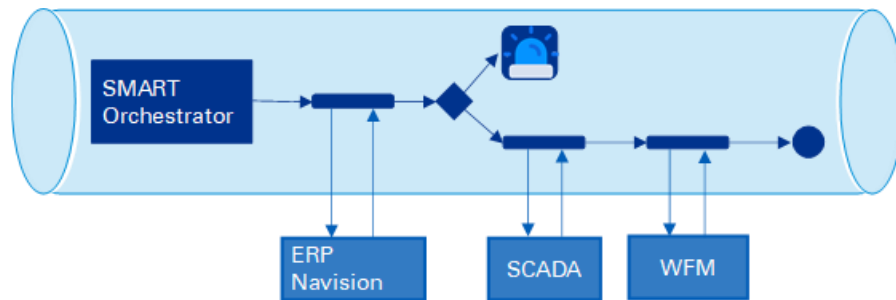 SMART
Orchestrator
ERP
Navision
SCADA
WFM